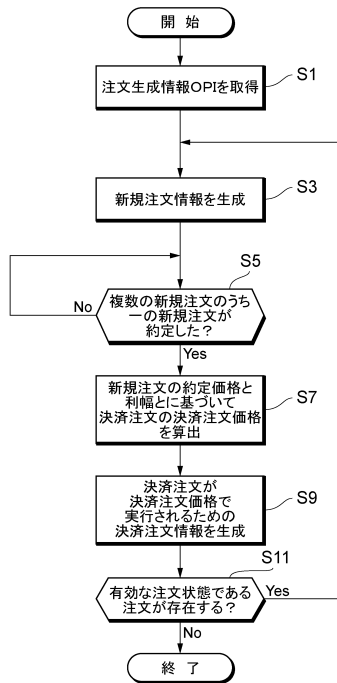 開 始
S1
注文生成情報OPIを取得
S3
新規注文情報を生成
S5
複数の新規注文のうち
一の新規注文が
約定した？
No
Yes
S7
新規注文の約定価格と
利幅とに基づいて
決済注文の決済注文価格
を算出
S9
決済注文が
決済注文価格で
実行されるための
決済注文情報を生成
S11
有効な注文状態である
注文が存在する？
Yes
No
終 了